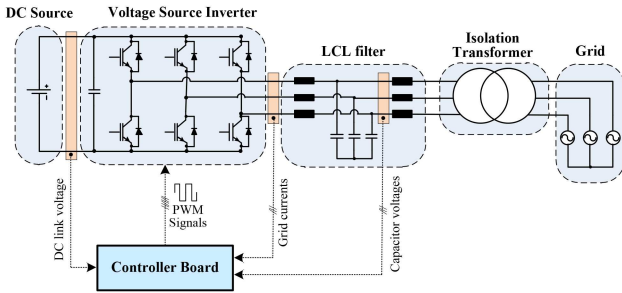 DC Source
Voltage Source Inverter
LCL filter
Isolation
Transformer
Grid
DC link voltage
PWM
Signals
Grid currents
Capacitor voltages
Controller Board